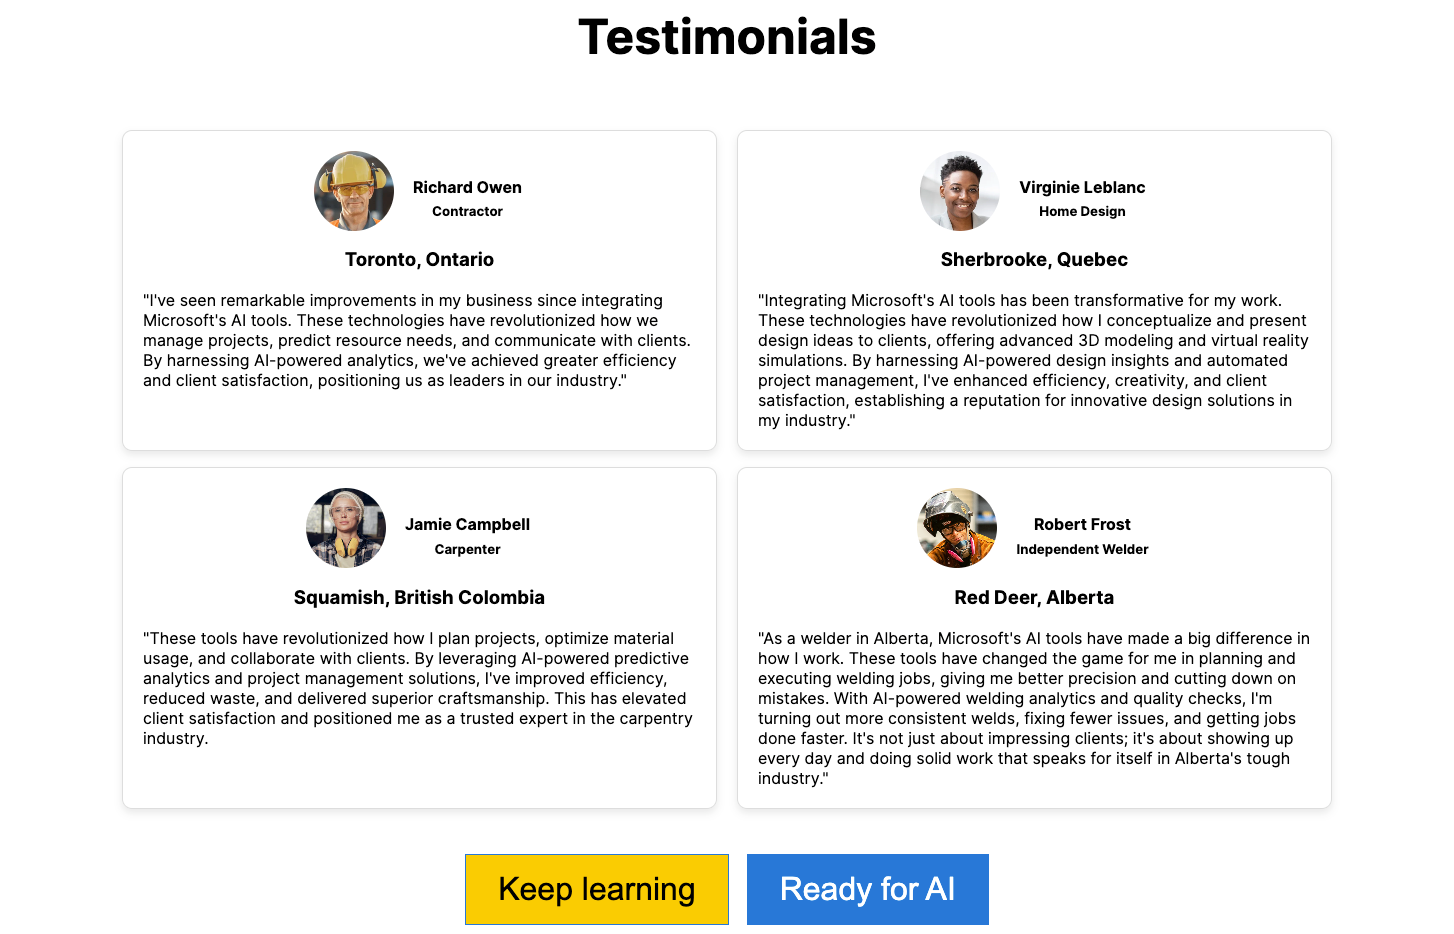 Testimonials
Richard Owen
Contractor
Toronto, Ontario
"I've seen remarkable improvements in my business since integrating
Microsoft's AI tools. These technologies have revolutionized how we
manage projects, predict resource needs, and communicate with clients.
By harnessing AI-powered analytics, we've achieved greater efficiency
and client satisfaction, positioning us as leaders in our industry."
Virginie Leblanc
Home Design
Sherbrooke, Quebec
"Integrating Microsoft's AI tools has been transformative for my work.
These technologies have revolutionized how I conceptualize and present
design ideas to clients, offering advanced 3D modeling and virtual reality
simulations. By harnessing AI-powered design insights and automated
project management, I've enhanced efficiency, creativity, and client
satisfaction, establishing a reputation for innovative design solutions in
my industry."
Jamie Campbell
Carpenter
Squamish, British Colombia
"These tools have revolutionized how I plan projects, optimize material
usage, and collaborate with clients. By leveraging AI-powered predictive
analytics and project management solutions, I've improved efficiency,
reduced waste, and delivered superior craftsmanship. This has elevated
client satisfaction and positioned me as a trusted expert in the carpentry
industry.
Robert Frost
Independent Welder
Red Deer, Alberta
"As a welder in Alberta, Microsoft's AI tools have made a big difference in
how I work. These tools have changed the game for me in planning and
executing welding jobs, giving me better precision and cutting down on
mistakes. With AI-powered welding analytics and quality checks, I'm
turning out more consistent welds, fixing fewer issues, and getting jobs
done faster. It's not just about impressing clients; it's about showing up
every day and doing solid work that speaks for itself in Alberta's tough
industry."
Keep learning
Ready for AI